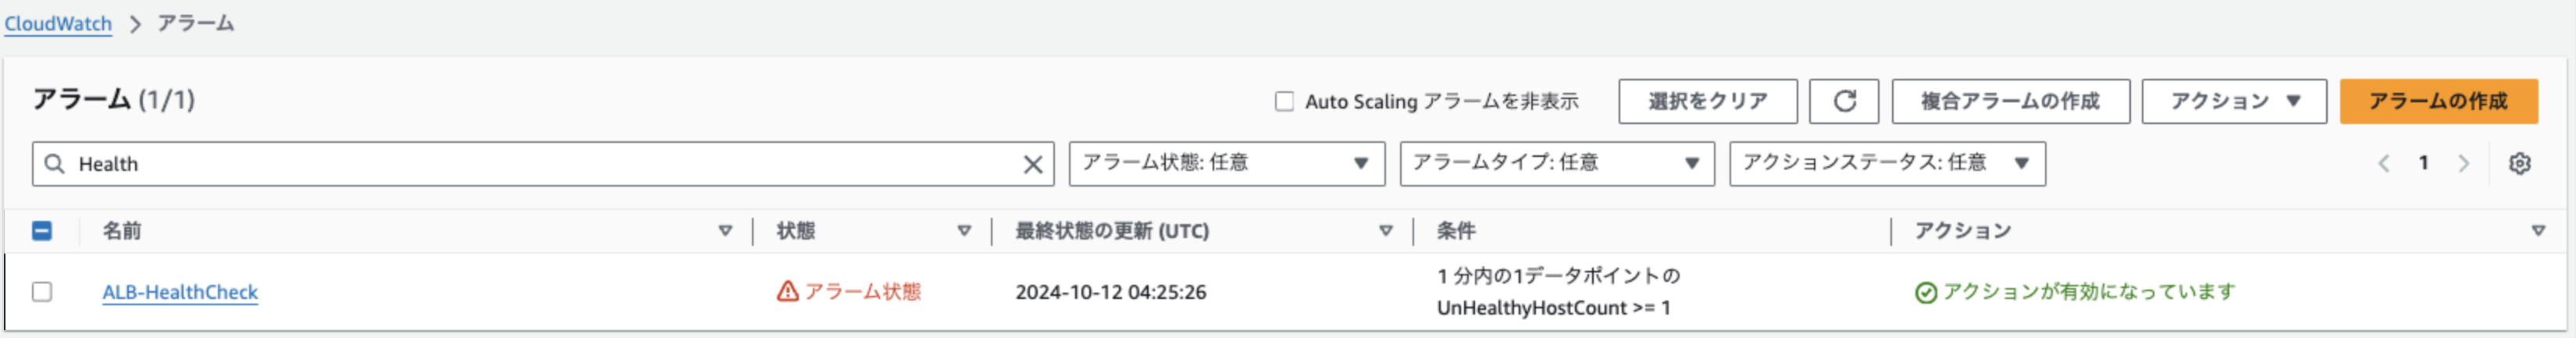 CloudWatch > アラーム
アラーム (1/1)
Auto Scaling アラームを非表示
選択をクリア
複合アラームの作成
アクション
アラームの作成
Health
アラーム状態: 任意
アラームタイプ: 任意
アクションステータス: 任意
1
名前
状態
最終状態の更新 (UTC)
条件
アクション
ALB-HealthCheck
アラーム状態
2024-10-12 04:25:26
1 分内の1データポイントの
UnHealthyHostCount >= 1
アクションが有効になっています